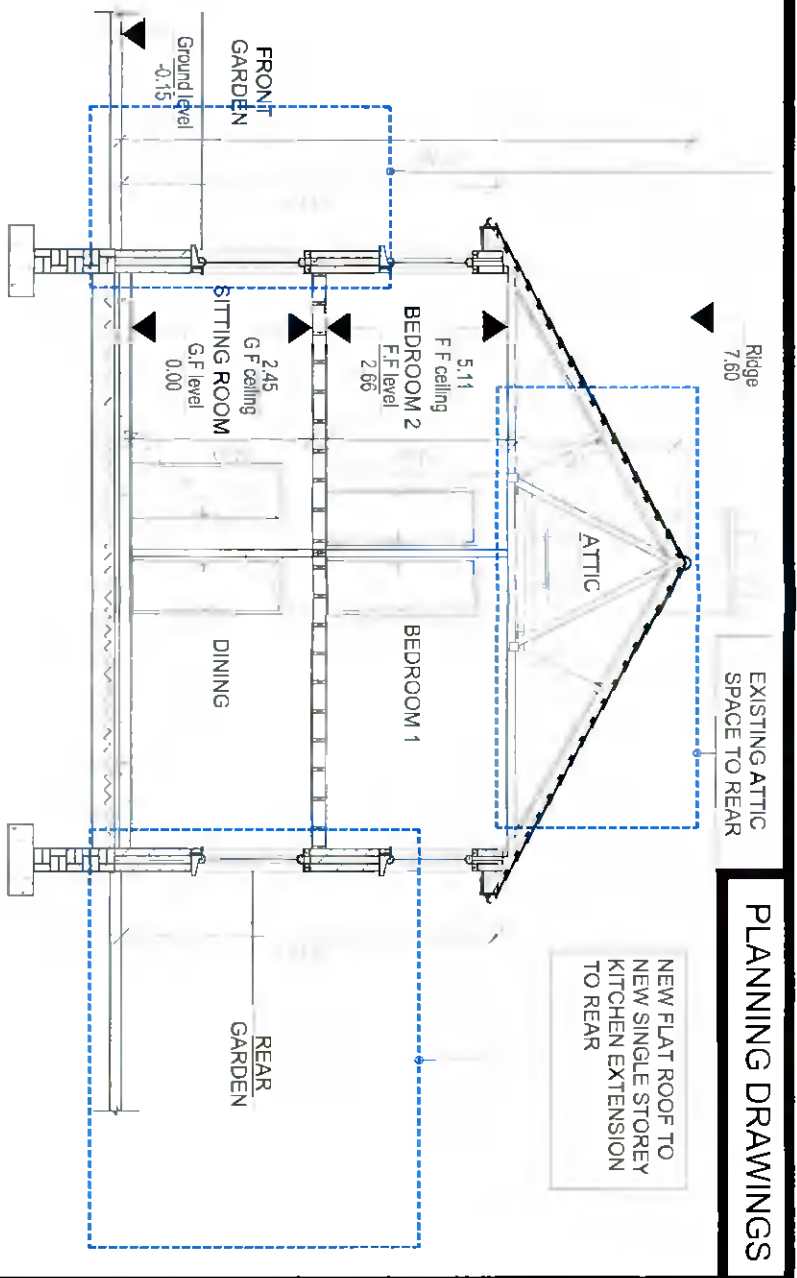 PLANNING DRAWINGS
EXISTING ATTIC
SPACE TO REAR
NEW FLAT ROOF TO
NEW SINGLE STOREY
KITCHEN EXTENSION
TO REAR
Ridge
7.60
ATTIC
5.11
F F ceiling
BEDROOM 2
F.F level
2.66
BEDROOM 1
2.45
G F ceiling
SITTING ROOM
G.F level
0.00
DINING
FRONT
GARDEN
Ground level
-0.15
REAR
GARDEN